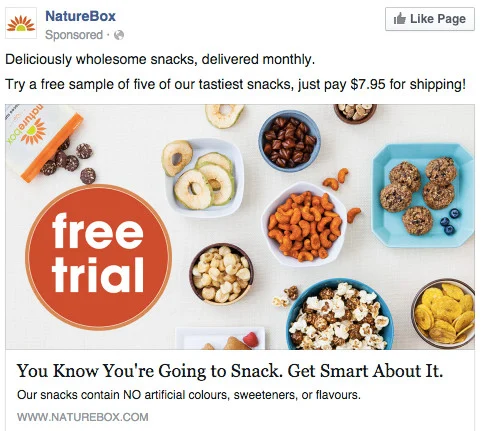 NatureBox
Sponsored ·
Like Page
Deliciously wholesome snacks, delivered monthly.
Try a free sample of five of our tastiest snacks, just pay $7.95 for shipping!
naturebox
free
trial
You Know You're Going to Snack. Get Smart About It.
Our snacks contain NO artificial colours, sweeteners, or flavours.
WWW.NATUREBOX.COM